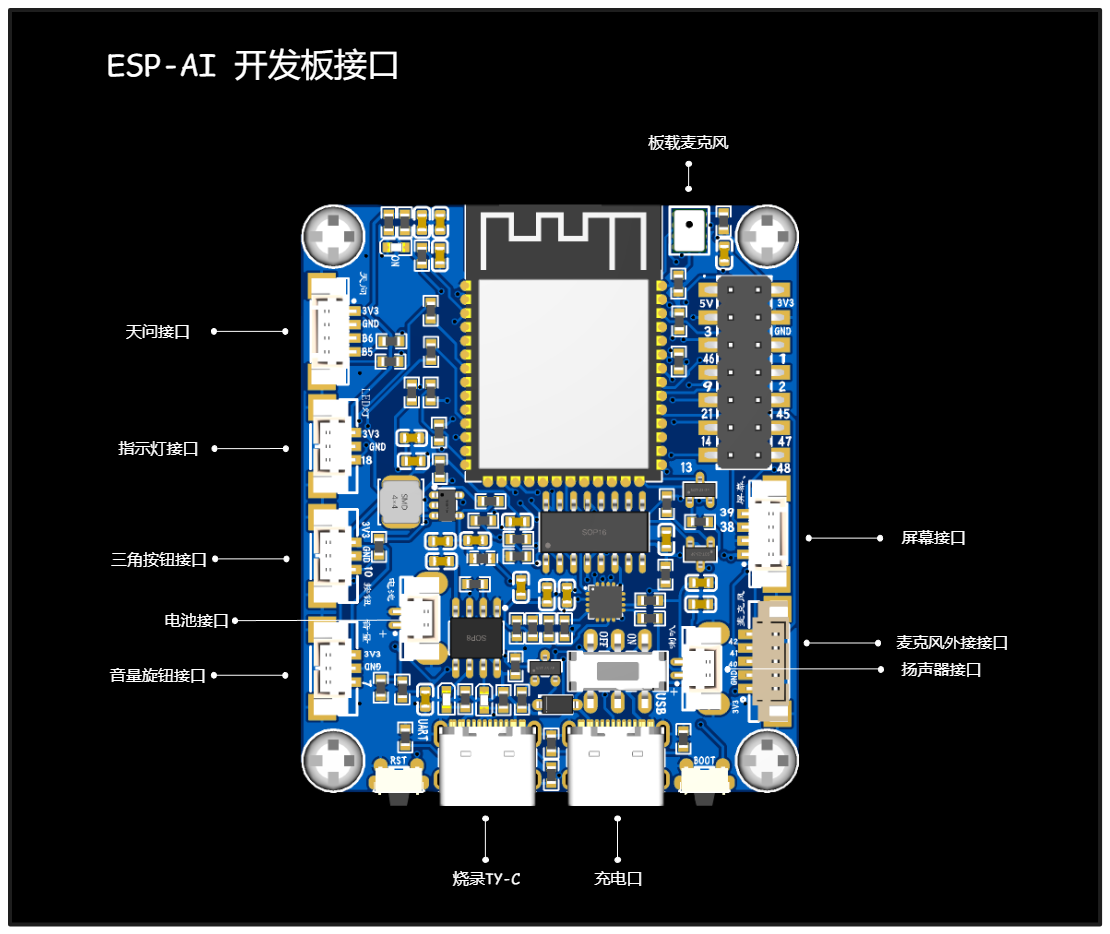 ESP-AI 开发板接口
板载麦克风
天问接口
指示灯接口
三角按钮接口
电池接口
音量旋钮接口
屏幕接口
麦克风外接接口
扬声器接口
烧录TY-C
充电口
NO
天问
3V3
GND
B6
B5
LED灯
3V3
GND
18
3V3
GND
10
按钮
电池
+
3V3
GND
7
5V
3V3
3
GND
46
1
9
2
21
45
14
47
13
48
屏幕
39
38
麦克风
42
41
40
GND
3V3
SMD
4×4
SOP16
SOP8
OFF
ON
+
USB
UART
RST
BOOT